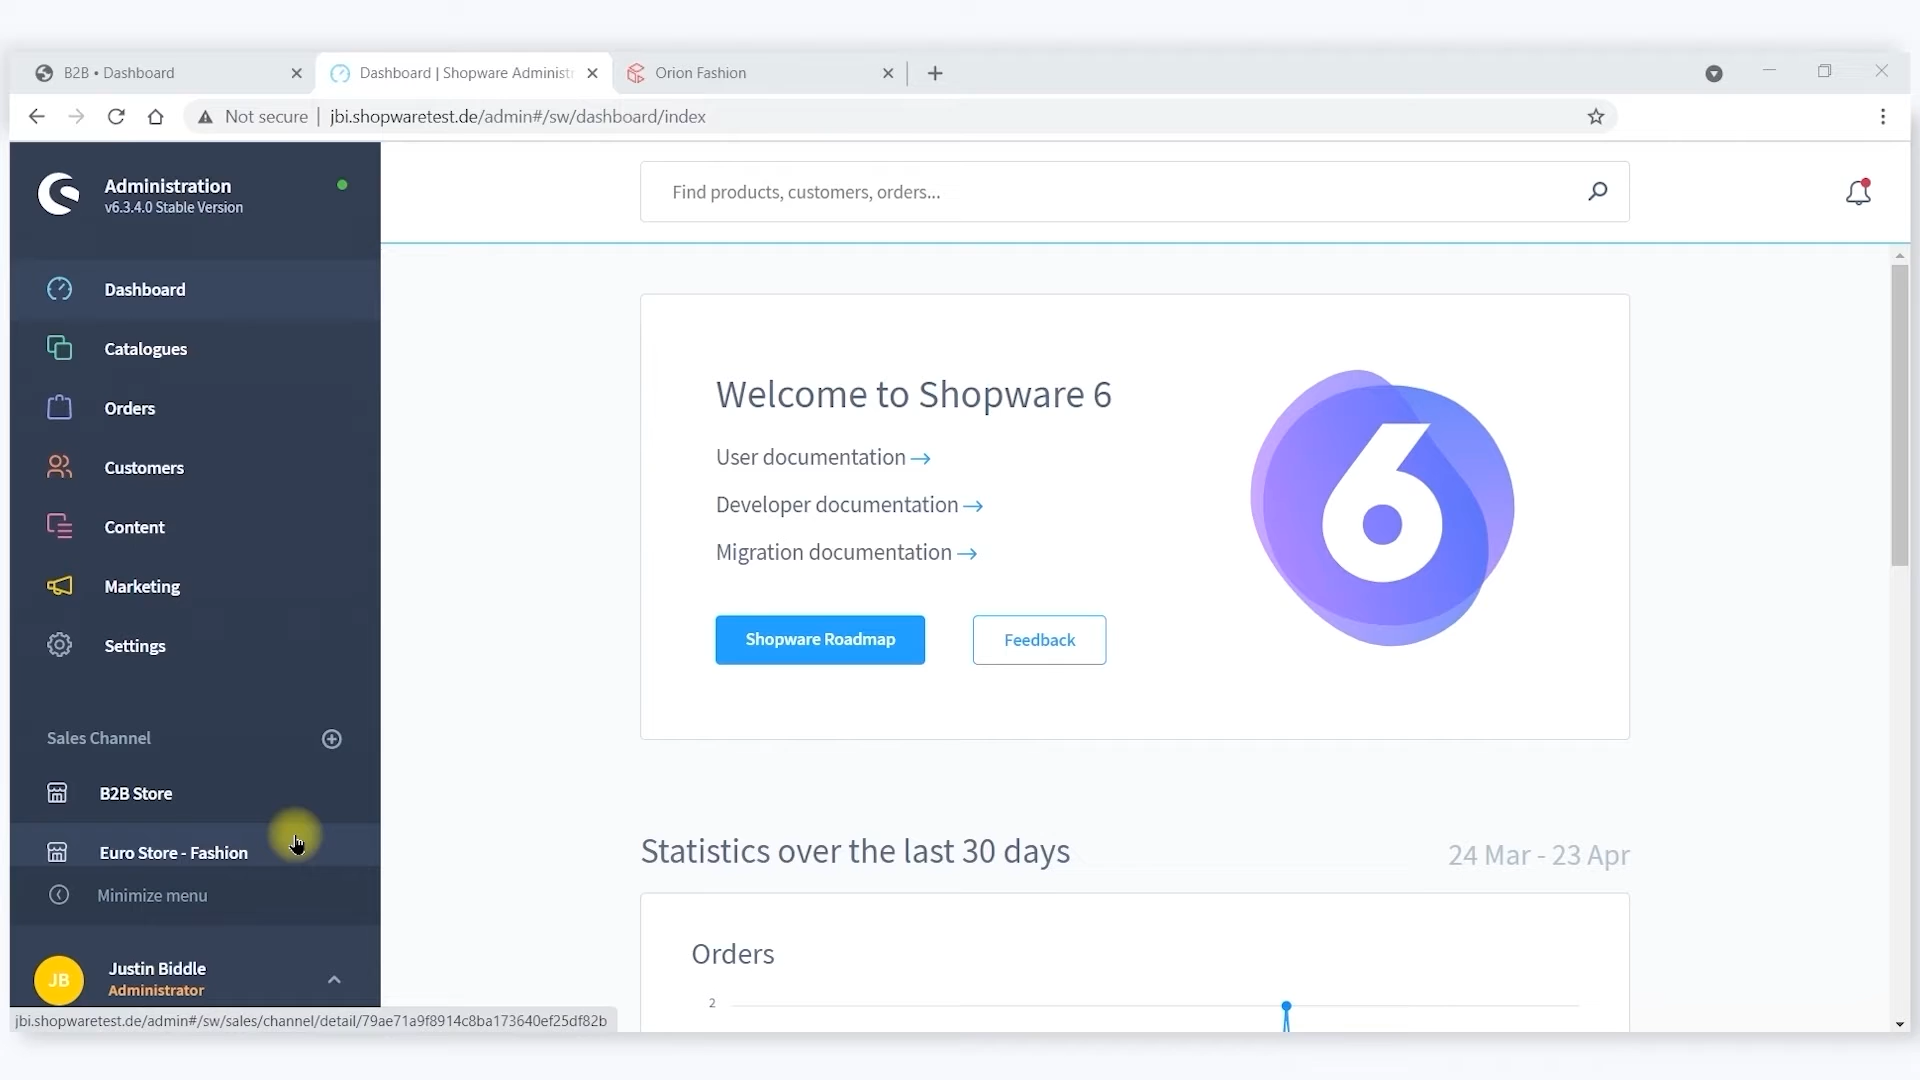 B2B • Dashboard
Dashboard | Shopware Administr
Orion Fashion
Not secure | jbi.shopwaretest.de/admin#/sw/dashboard/index
Administration
v6.3.4.0 Stable Version
Find products, customers, orders...
Dashboard
Catalogues
Orders
Customers
Content
Marketing
Settings
Sales Channel
B2B Store
Euro Store - Fashion
Minimize menu
JB
Justin Biddle
Administrator
Welcome to Shopware 6
User documentation
Developer documentation
Migration documentation
Shopware Roadmap
Feedback
6
Statistics over the last 30 days
24 Mar - 23 Apr
Orders
2
jbi.shopwaretest.de/admin#/sw/sales/channel/detail/79ae71a9f8914c8ba173640ef25df82b